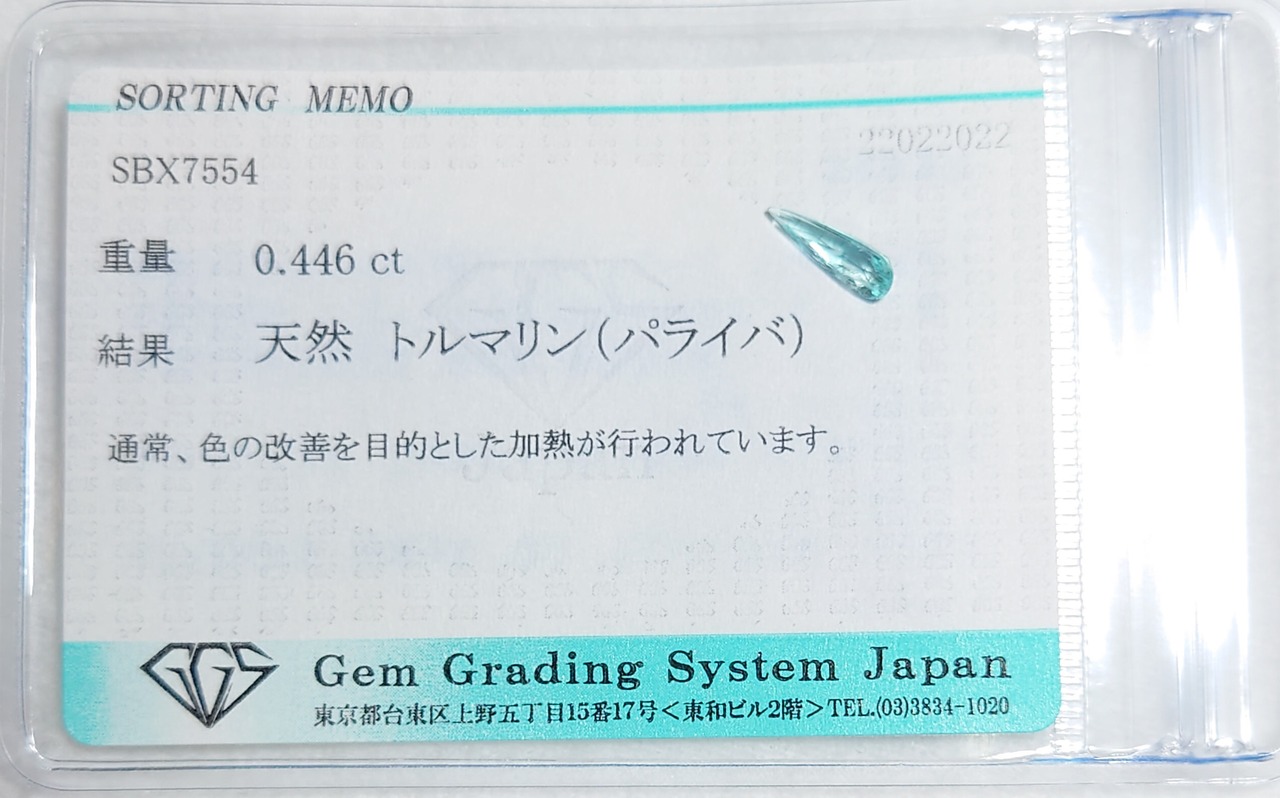 SORTING MEMO
22022022
SBX7554
重量 0.446 ct
結果 天然 トルマリン(パライバ)
通常、色の改善を目的とした加熱が行われています。
GGS
Gem Grading System Japan
東京都台東区上野五丁目15番17号<東和ビル2階>TEL.(03)3834-1020